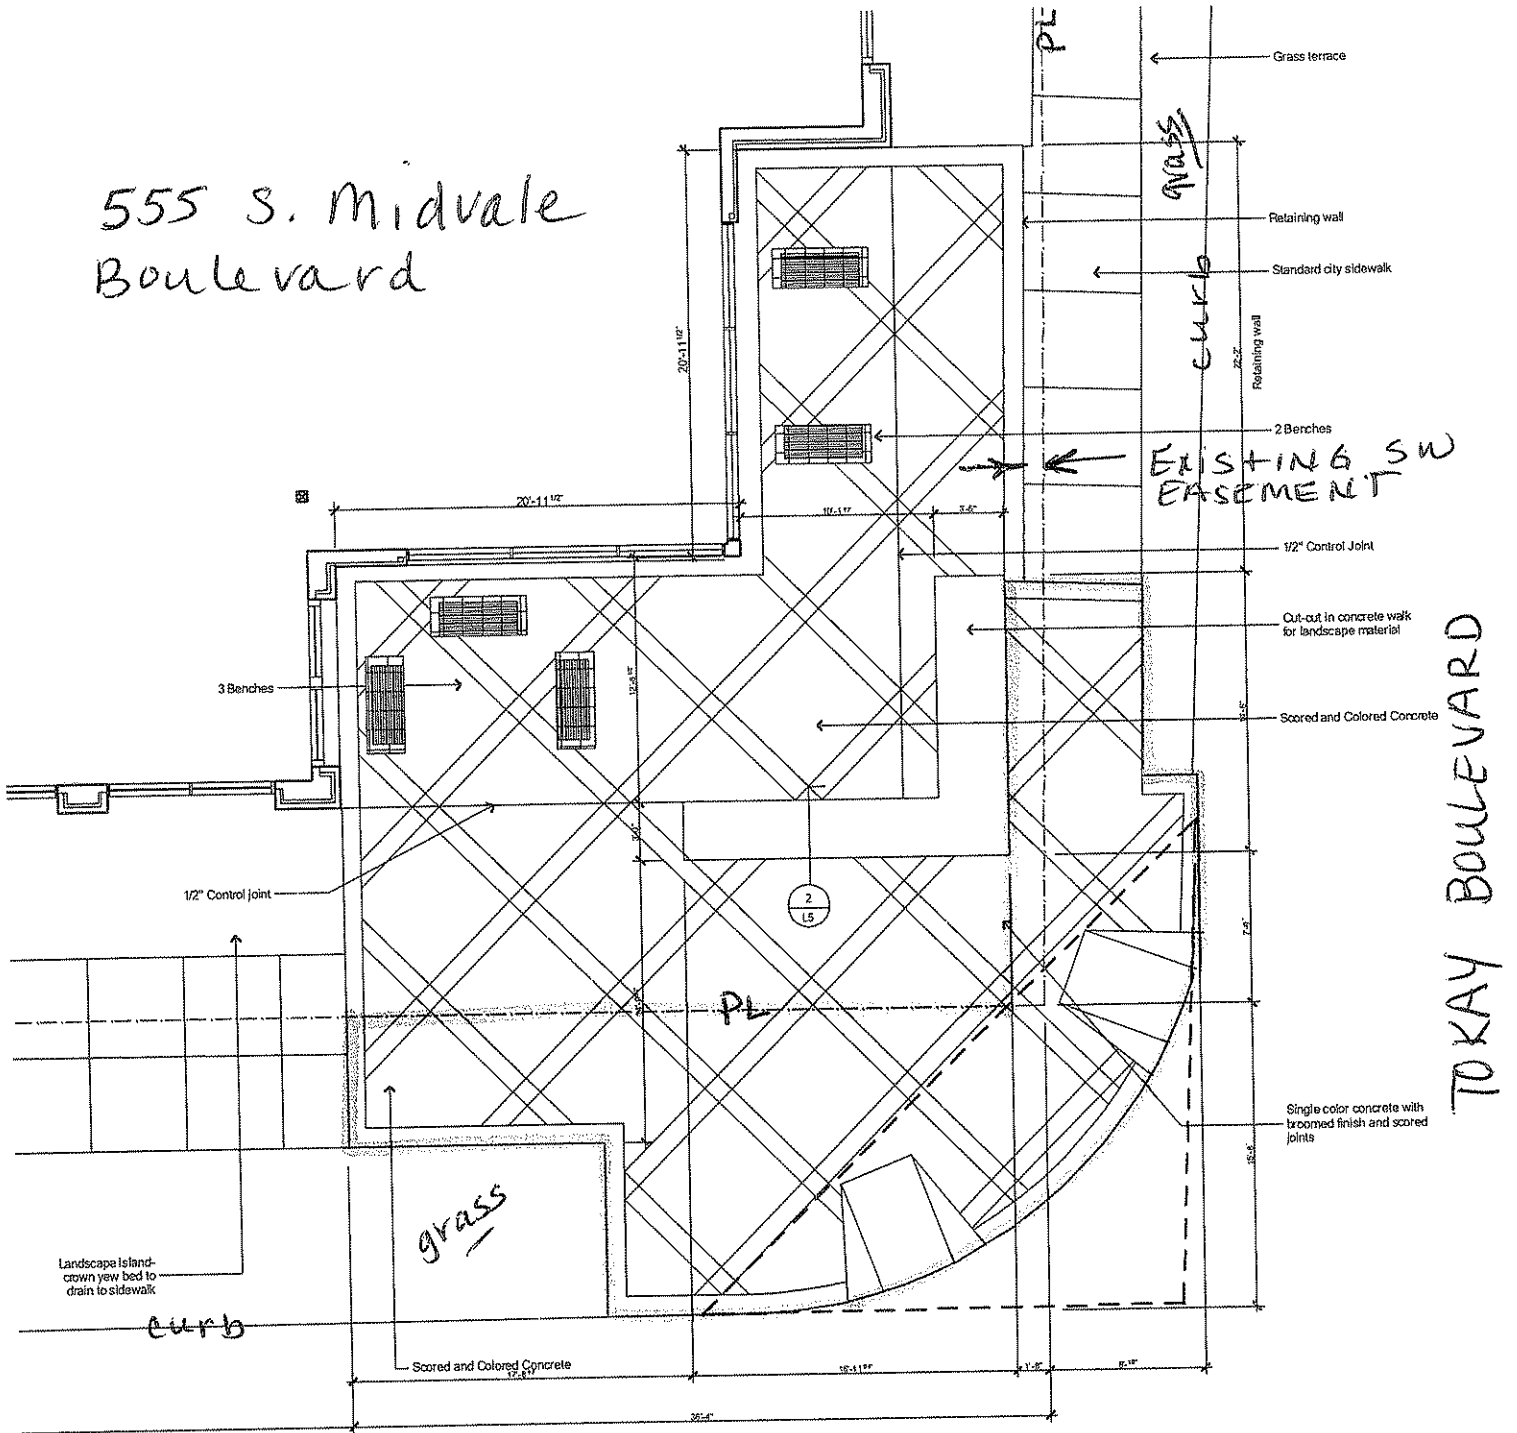 PL
Grass terrace
grass
555 S. Midvale
Boulevard
Retaining wall
Standard city sidewalk
curb
Retaining wall
22'-2"
20'-11 1/2"
2 Benches
EXISTING SW
EASEMENT
20'-11 1/2"
1/2" Control Joint
Cut-cut in concrete walk
for landscape material
3 Benches
Scored and Colored Concrete
TOKAY BOULEVARD
1/2" Control joint
2
L5
PL
Single color concrete with
broomed finish and scored
joints
grass
Landscape island-
crown yew bed to
drain to sidewalk
curb
Scored and Colored Concrete